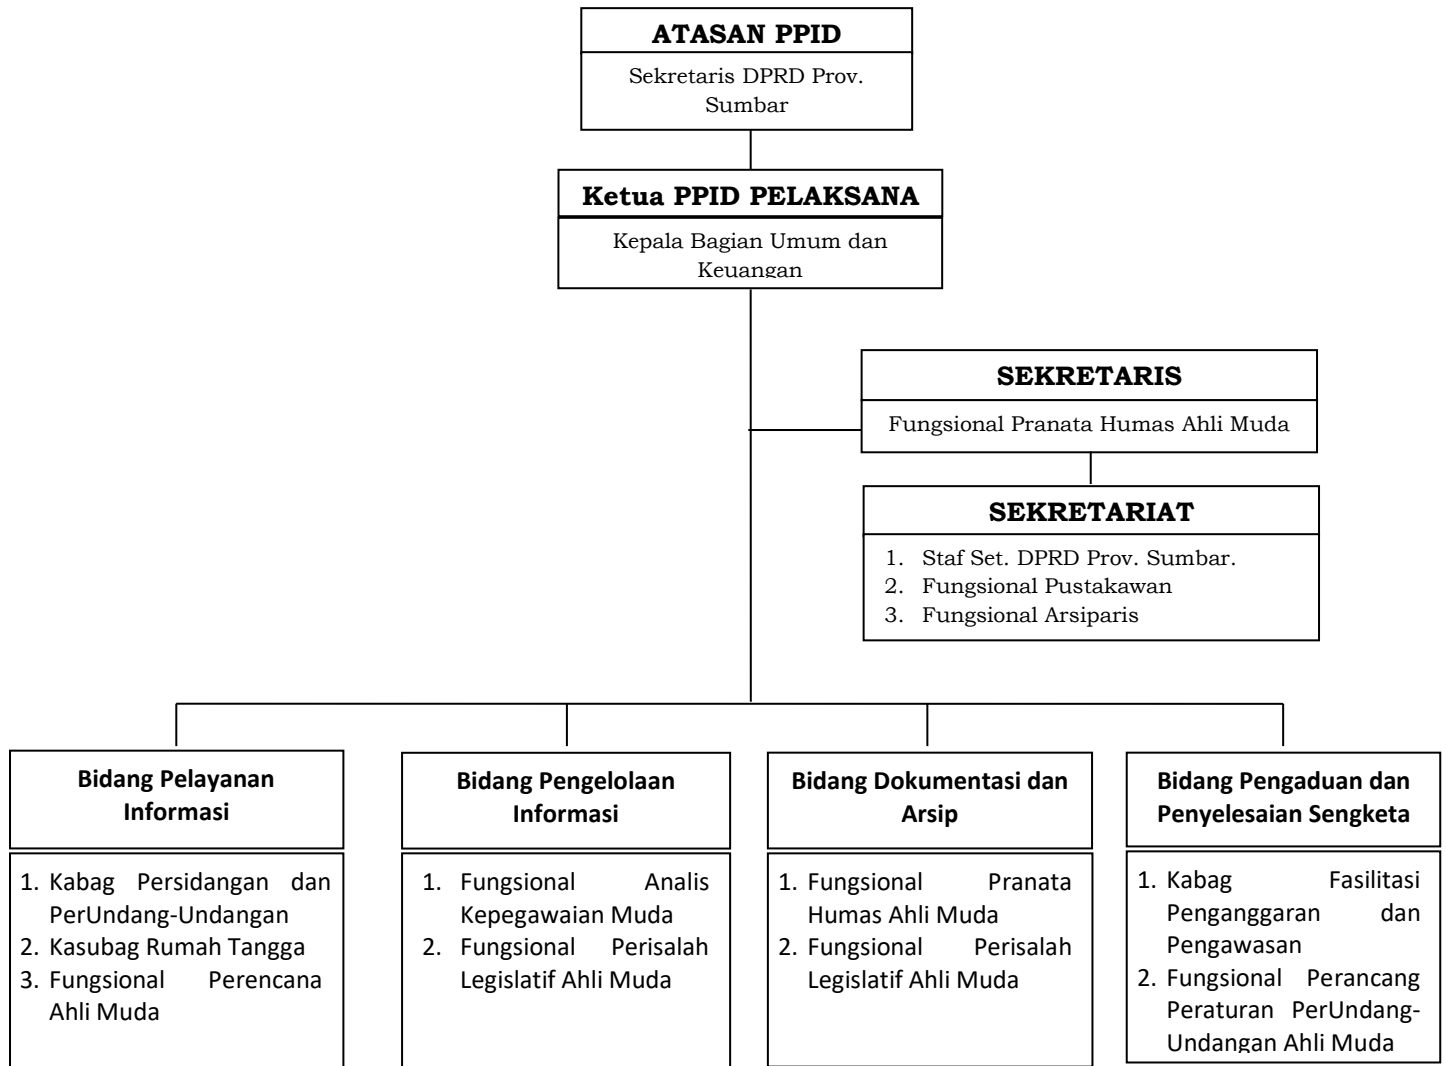 ATASAN PPID
Sekretaris DPRD Prov.
Sumbar
Ketua PPID PELAKSANA
Kepala Bagian Umum dan
Keuangan
SEKRETARIS
Fungsional Pranata Humas Ahli Muda
SEKRETARIAT
1. Staf Set. DPRD Prov. Sumbar.
2. Fungsional Pustakawan
3. Fungsional Arsiparis
Bidang Pelayanan
Informasi
1. Kabag Persidangan dan
PerUndang-Undangan
2. Kasubag Rumah Tangga
3. Fungsional Perencana
Ahli Muda
Bidang Pengelolaan
Informasi
1. Fungsional Analis
Kepegawaian Muda
2. Fungsional Perisalah
Legislatif Ahli Muda
Bidang Dokumentasi dan
Arsip
1. Fungsional Pranata
Humas Ahli Muda
2. Fungsional Perisalah
Legislatif Ahli Muda
Bidang Pengaduan dan
Penyelesaian Sengketa
1. Kabag Fasilitasi
Penganggaran dan
Pengawasan
2. Fungsional Perancang
Peraturan PerUndang-
Undangan Ahli Muda